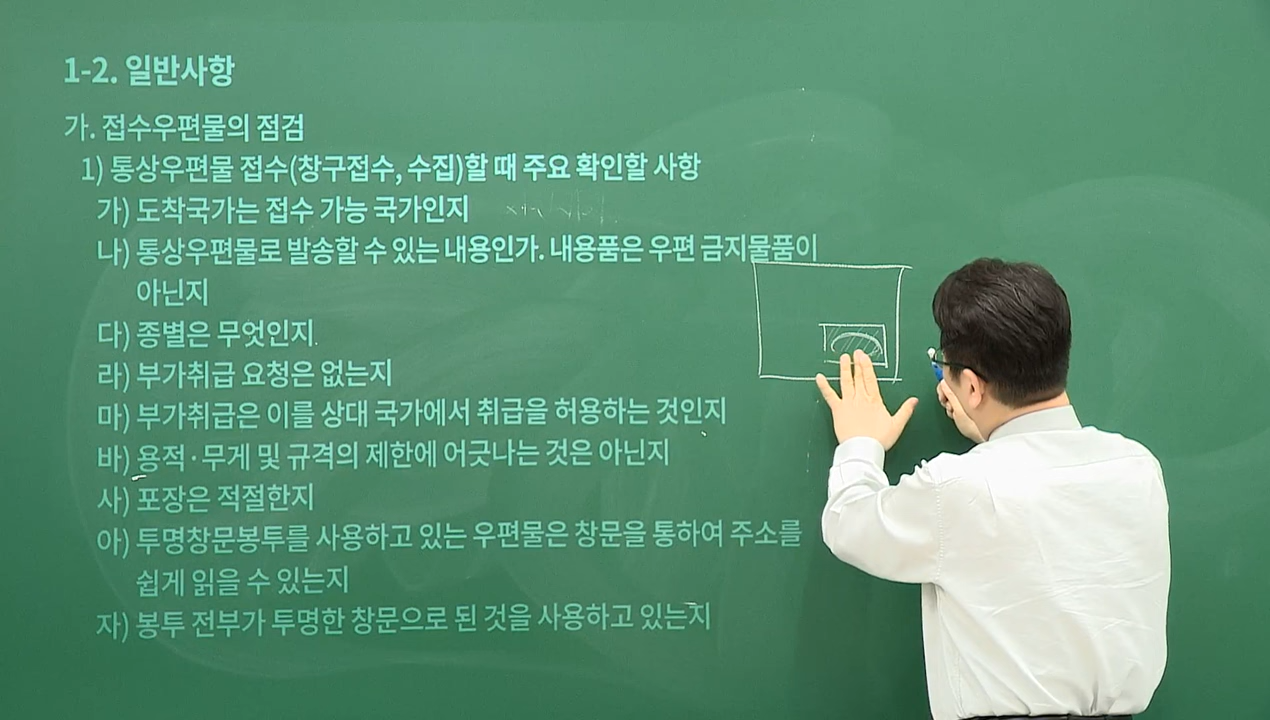 1-2. 일반사항
가. 접수우편물의 점검
1) 통상우편물 접수(창구접수, 수집)할 때 주요 확인할 사항
가) 도착국가는 접수 가능 국가인지
나) 통상우편물로 발송할 수 있는 내용인가. 내용품은 우편 금지물품이
아닌지
다) 종별은 무엇인지
라) 부가취급 요청은 없는지
마) 부가취급은 이를 상대 국가에서 취급을 허용하는 것인지
바) 용적·무게 및 규격의 제한에 어긋나는 것은 아닌지
사) 포장은 적절한지
아) 투명창문봉투를 사용하고 있는 우편물은 창문을 통하여 주소를
쉽게 읽을 수 있는지
자) 봉투 전부가 투명한 창문으로 된 것을 사용하고 있는지